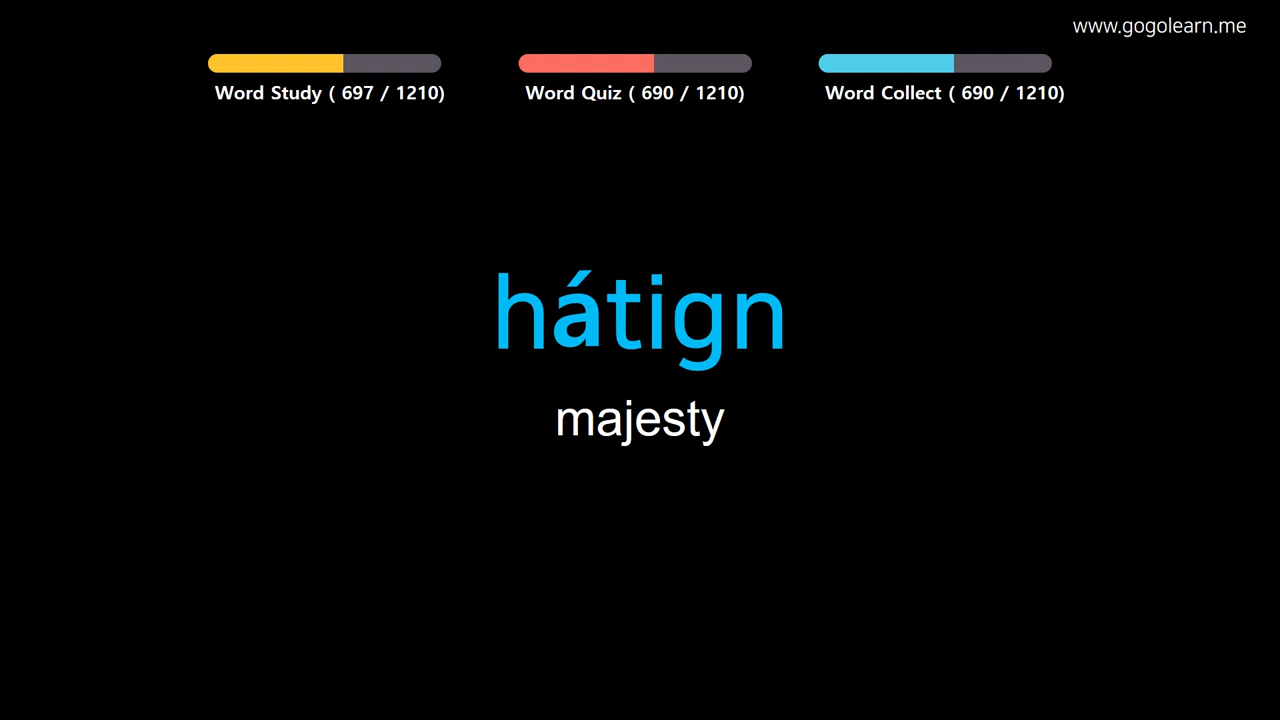 www.gogolearn.me
Word Study ( 697 / 1210)
Word Quiz ( 690 / 1210)
Word Collect ( 690 / 1210)
hátign
majesty